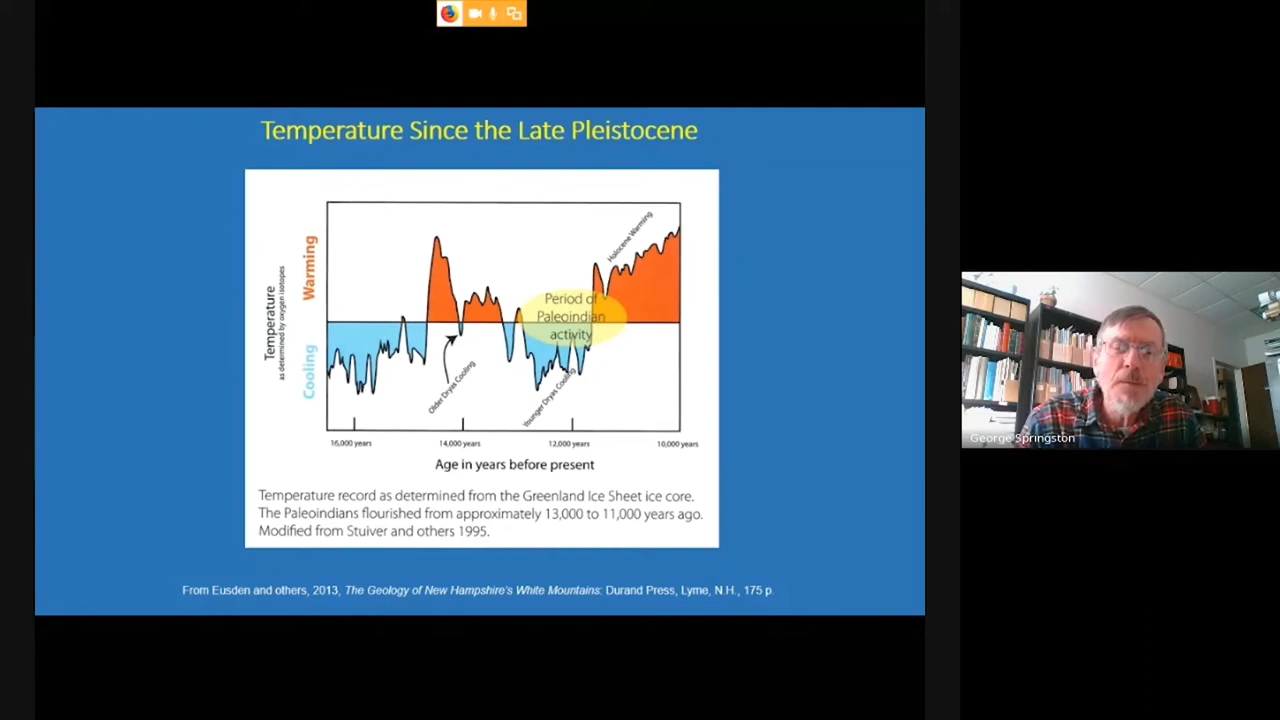 Temperature Since the Late Pleistocene
Warming
Cooling
Temperature
as determined by oxygen isotopes
Holocene Warming
Period of
Paleoindian
activity
Older Dryas Cooling
Younger Dryas Cooling
16,000 years
14,000 years
12,000 years
10,000 years
Age in years before present
Temperature record as determined from the Greenland Ice Sheet ice core.
The Paleoindians flourished from approximately 13,000 to 11,000 years ago.
Modified from Stuiver and others 1995.
From Eusden and others, 2013, The Geology of New Hampshire's White Mountains: Durand Press, Lyme, N.H., 175 p.
George Springston